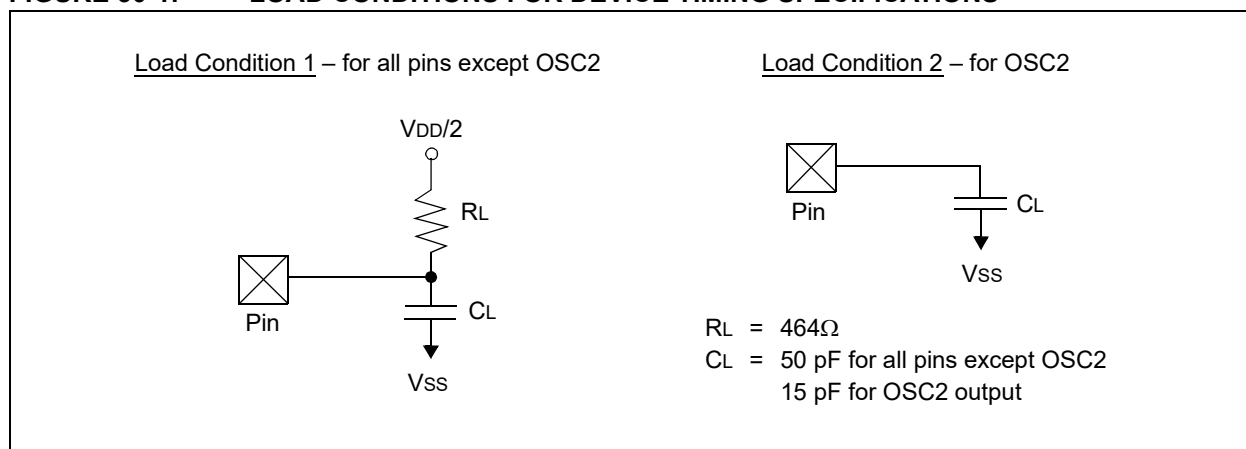 Load Condition 1 – for all pins except OSC2
VDD/2
RL
Pin
CL
VSS
Load Condition 2 – for OSC2
Pin
CL
VSS
RL = 464Ω
CL = 50 pF for all pins except OSC2
15 pF for OSC2 output